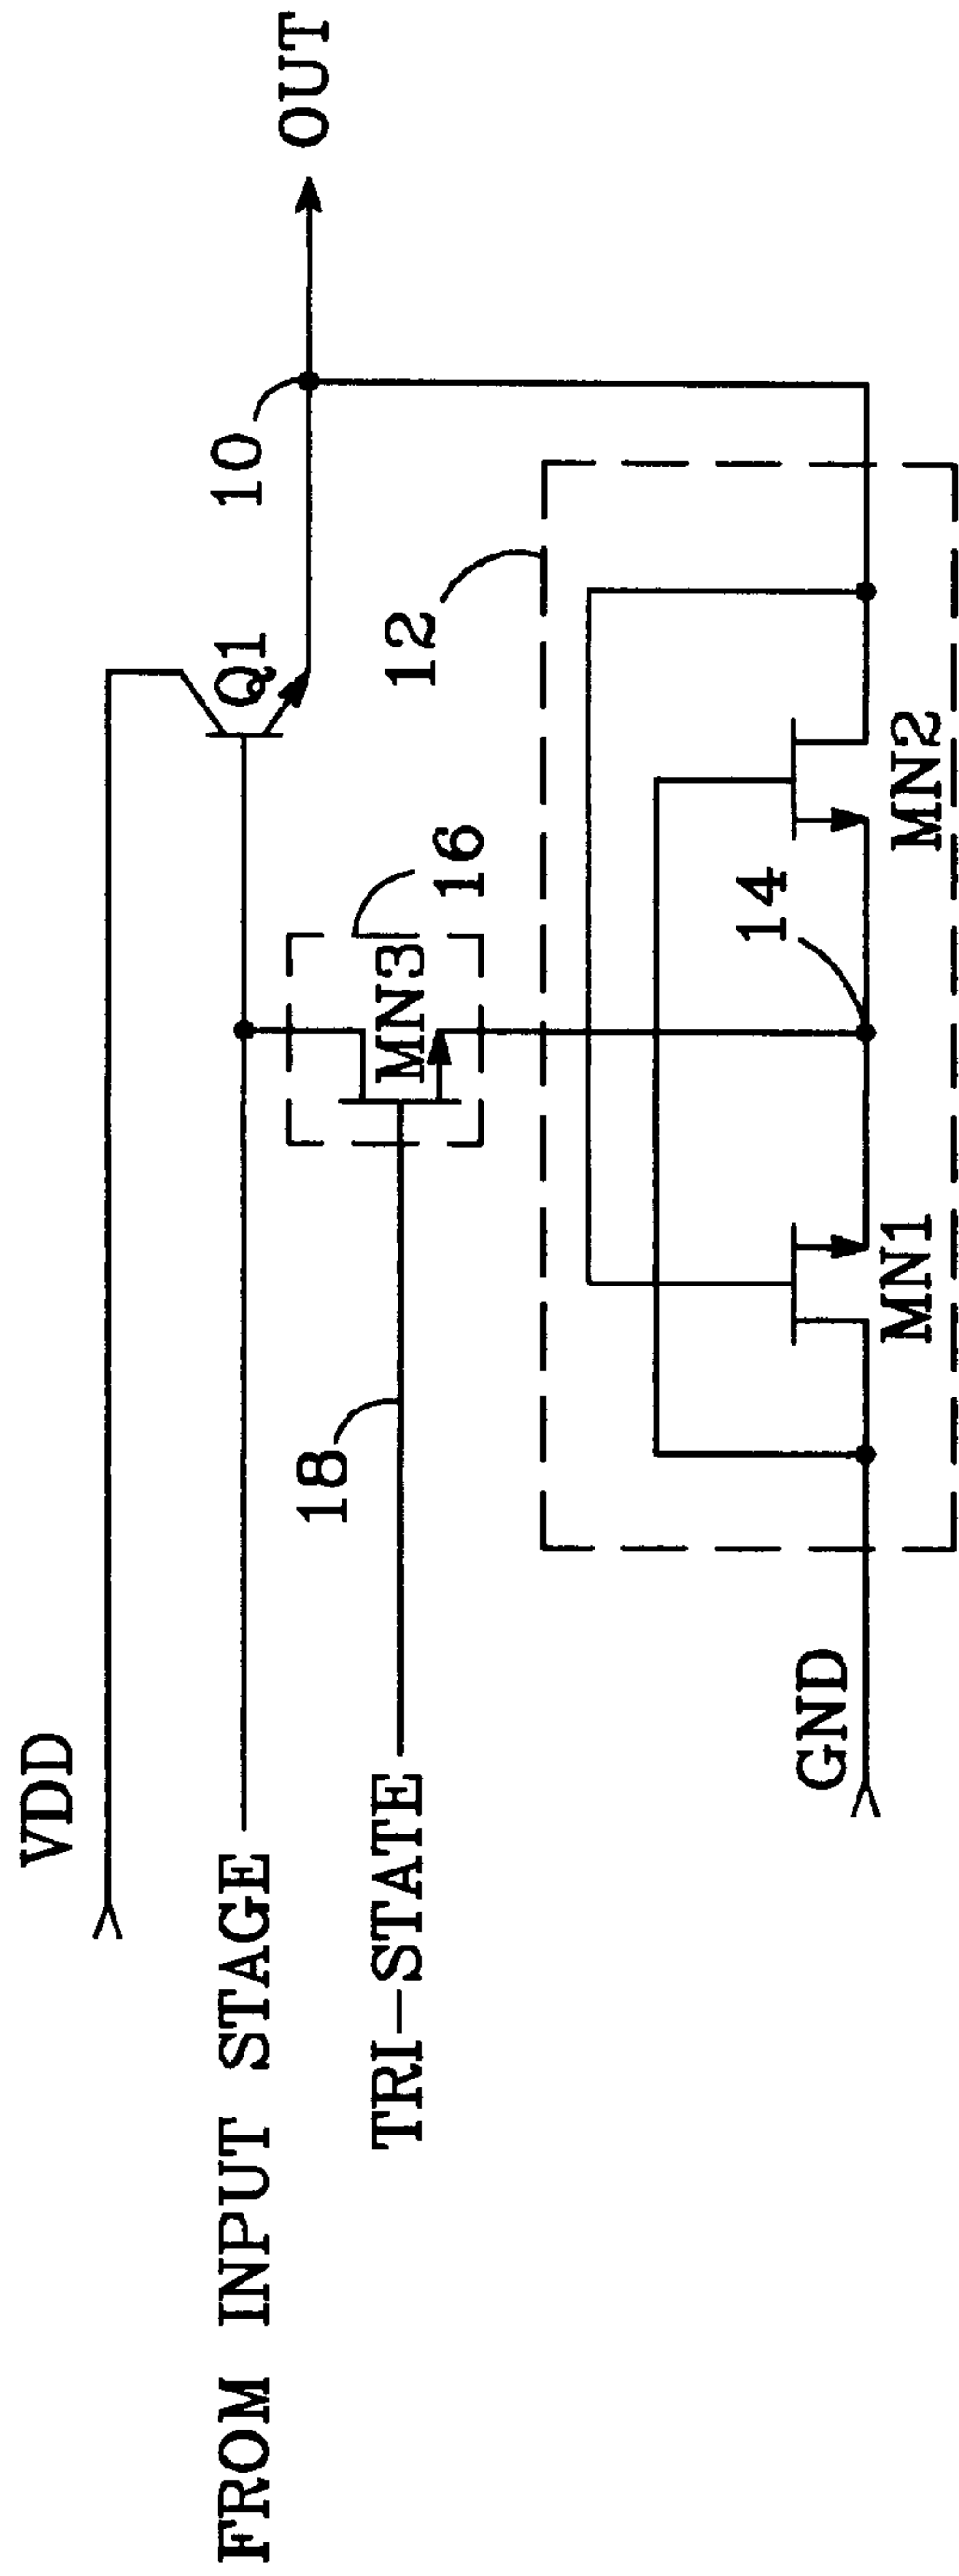 VDD
FROM INPUT STAGE
Q1
10
OUT
TRI-STATE
18
MN3
16
12
14
GND
MN1
MN2